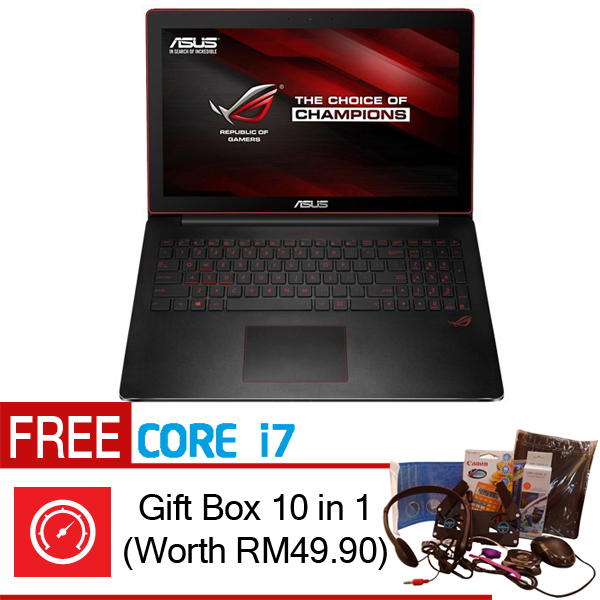 ASUS
IN SEARCH OF INCREDIBLE
THE CHOICE OF
CHAMPIONS
REPUBLIC OF
GAMERS
ASUS
FREE CORE i7
Gift Box 10 in 1
(Worth RM49.90)
Canon